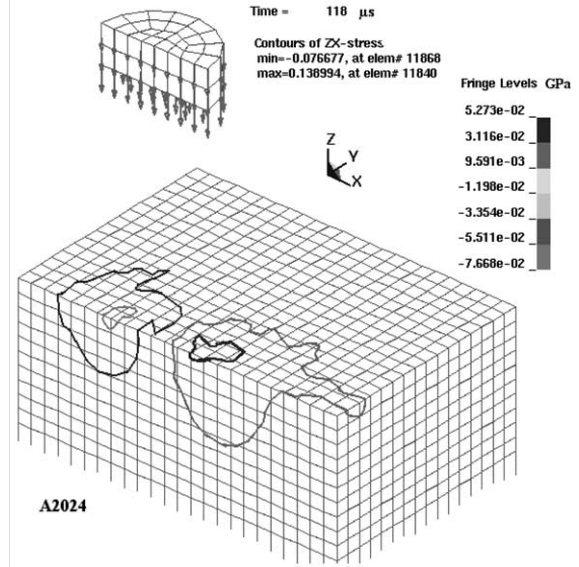 Time = 118 μs
Contours of ZX-stress
min=-0.076677, at elem# 11868
max=0.138994, at elem# 11840
Fringe Levels GPa
5.273e-02
3.116e-02
9.591e-03
-1.198e-02
-3.354e-02
-5.511e-02
-7.668e-02
Z
Y
X
A2024